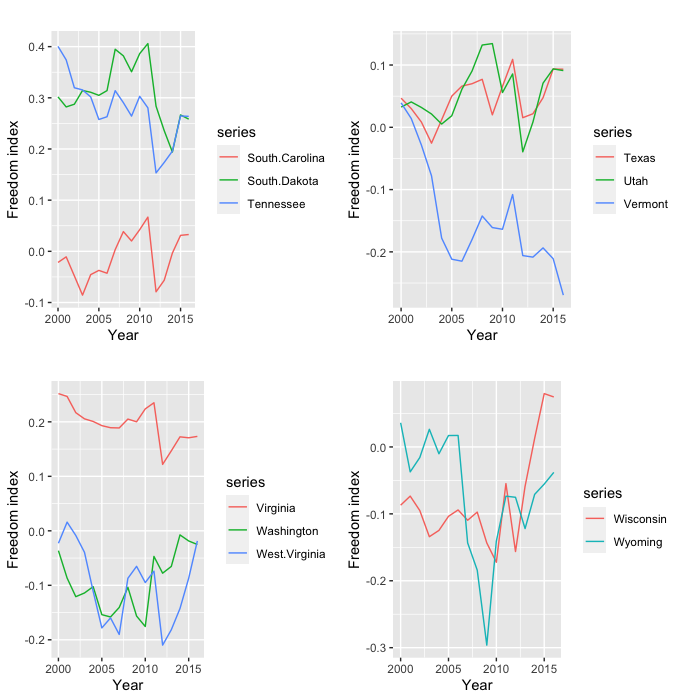 0.4
0.3
0.2
0.1
0.0
-0.1
Freedom index
2000 2005 2010 2015
Year
series
South.Carolina
South.Dakota
Tennessee
0.1
0.0
-0.1
-0.2
Freedom index
2000 2005 2010 2015
Year
series
Texas
Utah
Vermont
0.2
0.1
0.0
-0.1
-0.2
Freedom index
2000 2005 2010 2015
Year
series
Virginia
Washington
West.Virginia
0.0
-0.1
-0.2
-0.3
Freedom index
2000 2005 2010 2015
Year
series
Wisconsin
Wyoming